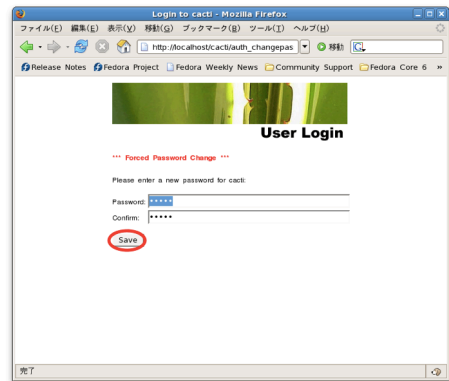 Login to cacti - Mozilla Firefox
ファイル(F) 編集(E) 表示(V) 移動(G) ブックマーク(B) ツール(T) ヘルプ(H)
http://localhost/cacti/auth_changepas 移動
Release Notes Fedora Project Fedora Weekly News Community Support Fedora Core 6 »
User Login
*** Forced Password Change ***
Please enter a new password for cacti:
Password: •••••
Confirm: •••••
Save
完了